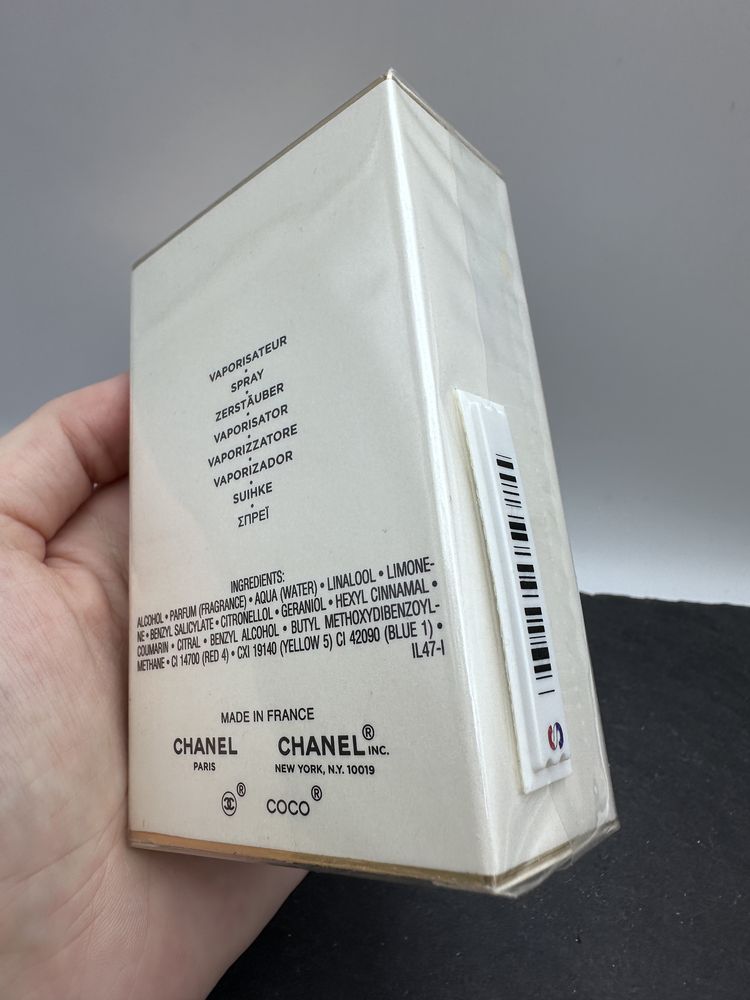 VAPORISATEUR
•
SPRAY
•
ZERSTÄUBER
•
VAPORISATOR
•
VAPORIZZATORE
•
VAPORIZADOR
•
SUIHKE
•
ΣΠΡΕΪ
INGREDIENTS:
ALCOHOL • PARFUM (FRAGRANCE) • AQUA (WATER) • LINALOOL • LIMONE-
NE • BENZYL SALICYLATE • CITRONELLOL • GERANIOL • HEXYL CINNAMAL •
COUMARIN • CITRAL • BENZYL ALCOHOL • BUTYL METHOXYDIBENZOYL-
METHANE • CI 14700 (RED 4) • CXI 19140 (YELLOW 5) CI 42090 (BLUE 1) •
IL47-I
MADE IN FRANCE
CHANEL CHANEL® INC.
PARIS NEW YORK, N.Y. 10019
® COCO®